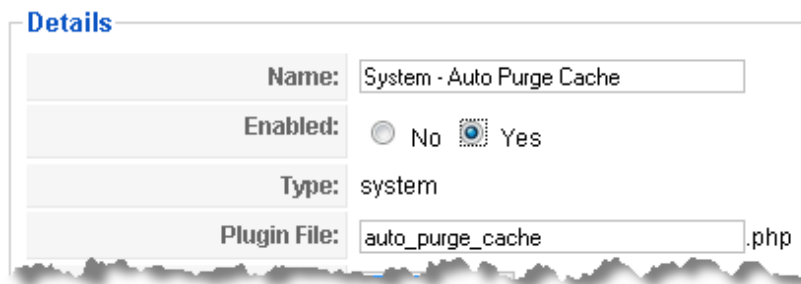 Details
Name: System - Auto Purge Cache
Enabled: No Yes
Type: system
Plugin File: auto_purge_cache .php